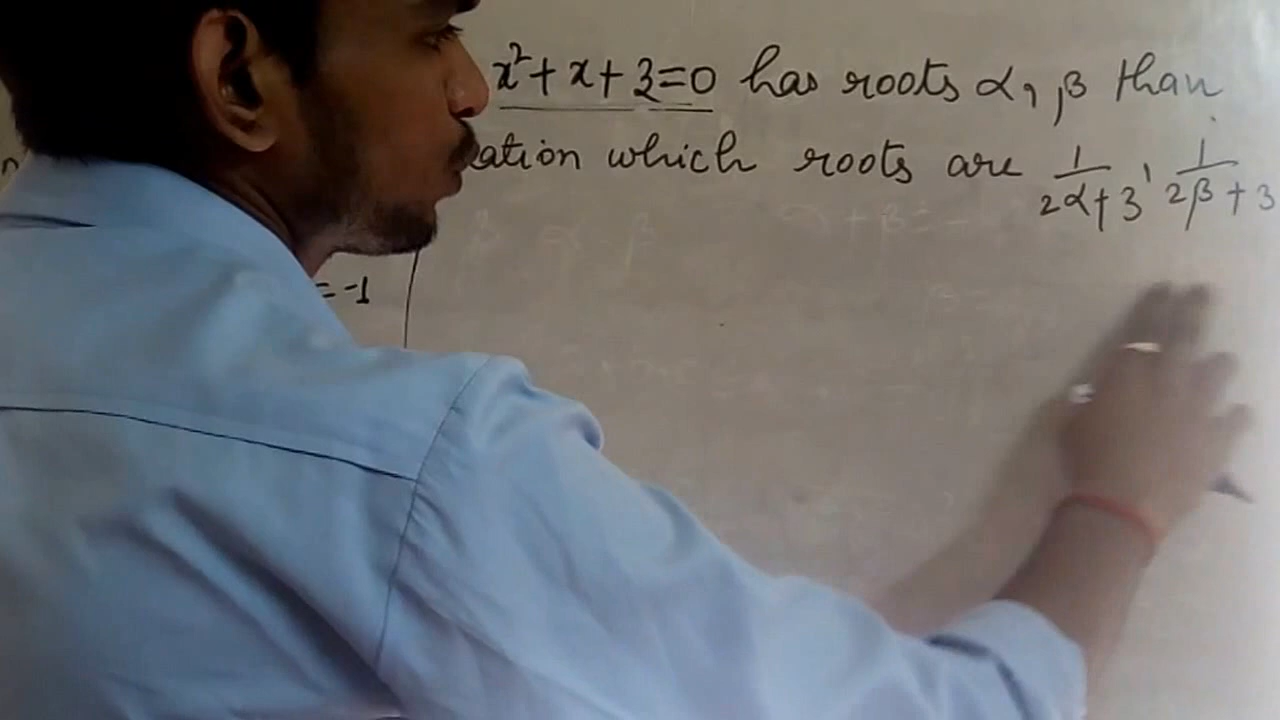 x²+x+3=0 has roots α, β than
ation which roots are 1/(2α+3), 1/(2β+3)
= -1